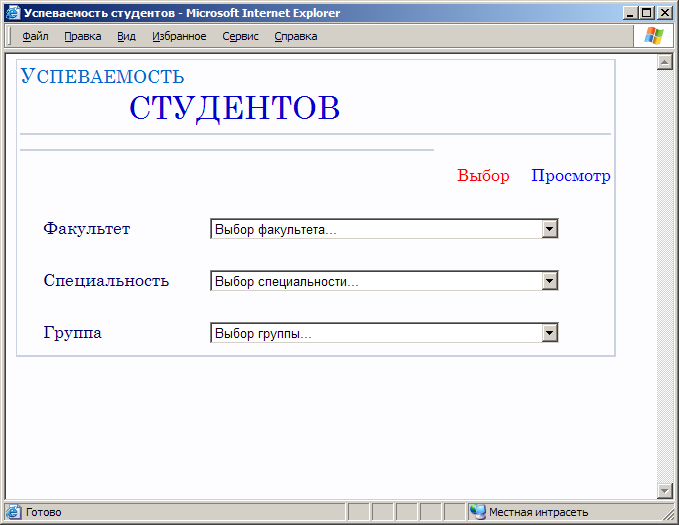 Успеваемость студентов - Microsoft Internet Explorer
Файл Правка Вид Избранное Сервис Справка
Успеваемость
СТУДЕНТОВ
Выбор Просмотр
Факультет Выбор факультета...
Специальность Выбор специальности...
Группа Выбор группы...
Готово Местная интрасеть